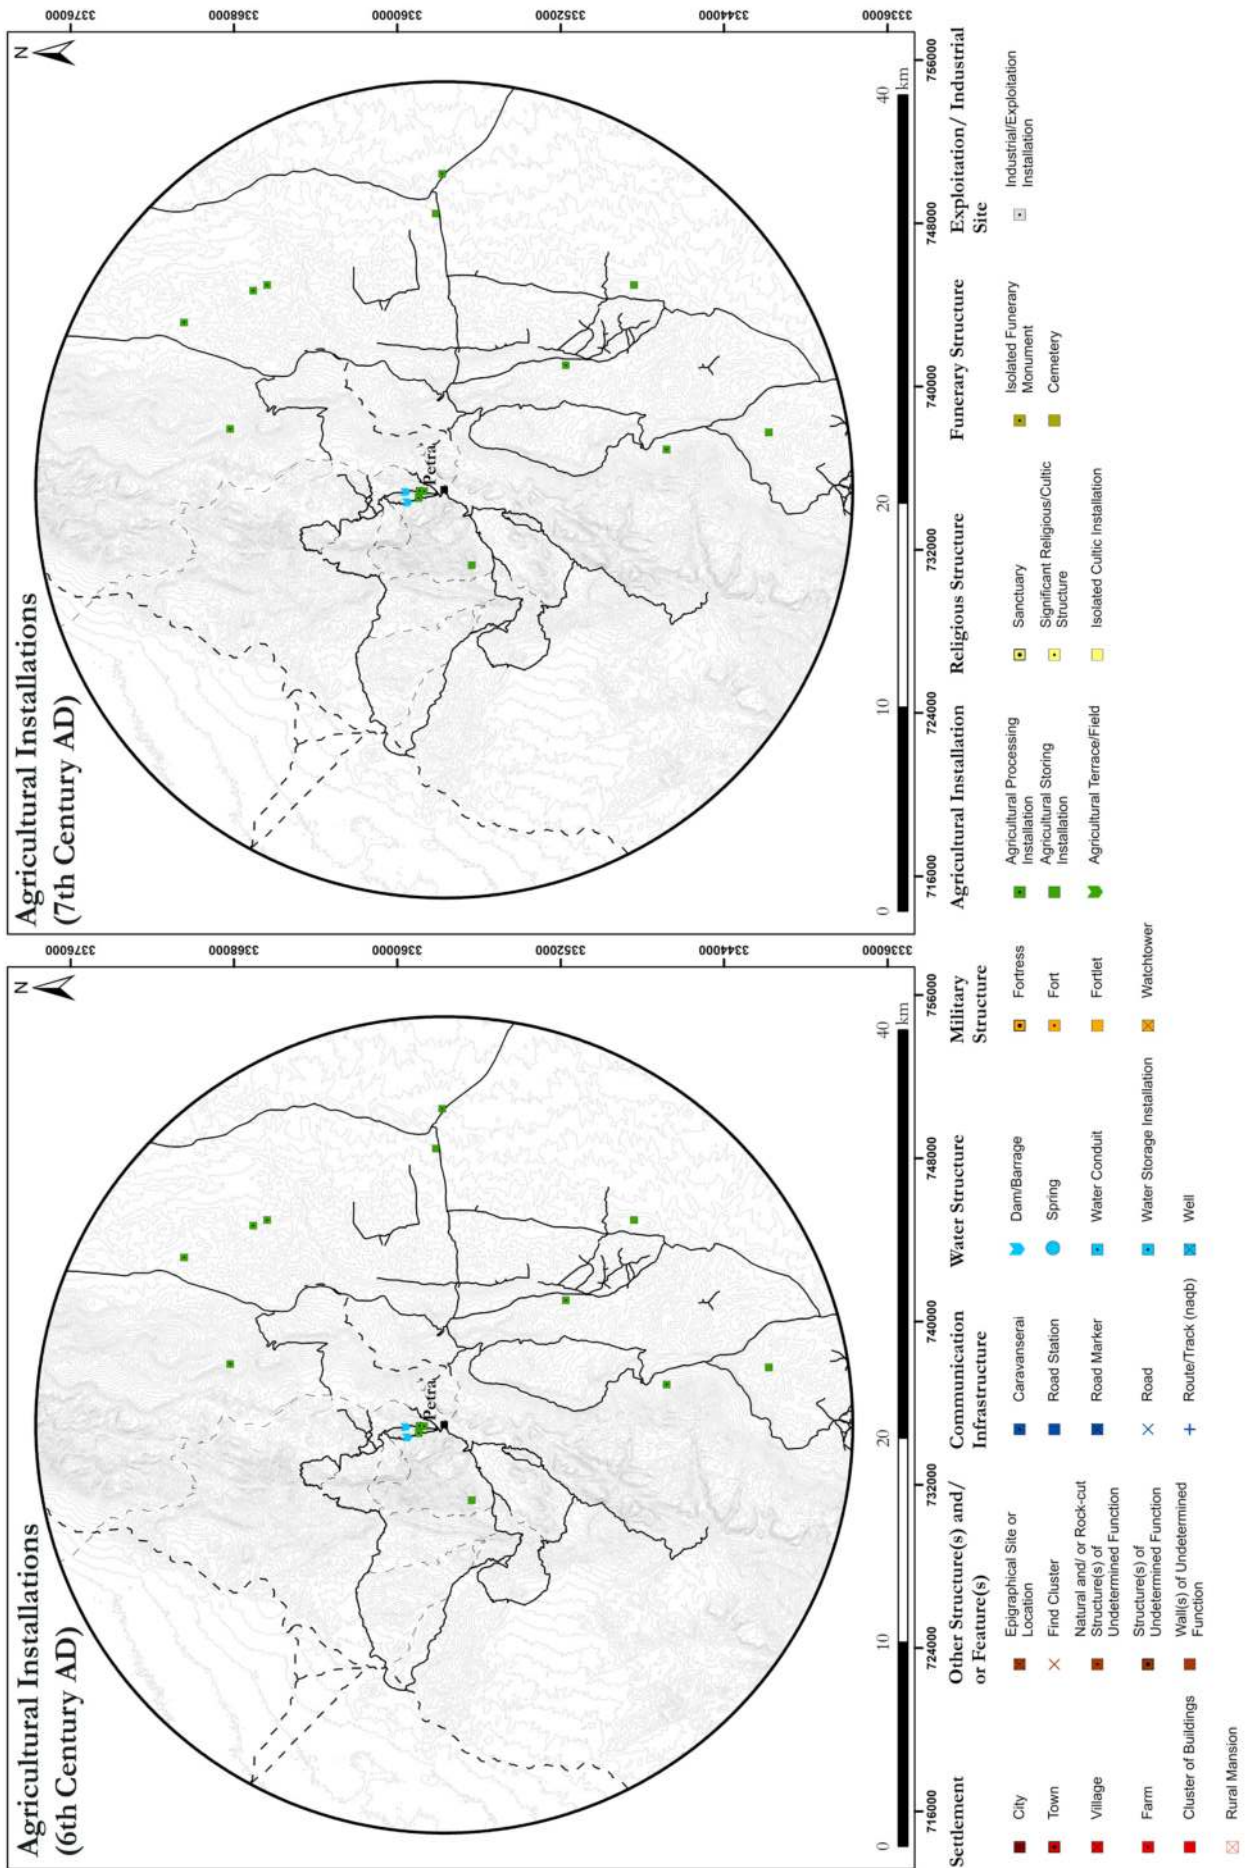 Agricultural Installations
(6th Century AD)
N
Petra
3376000
3368000
3360000
3352000
3344000
3336000
716000
724000
732000
740000
748000
756000
0
10
20
40
km
Agricultural Installations
(7th Century AD)
N
Petra
3376000
3368000
3360000
3352000
3344000
3336000
716000
724000
732000
740000
748000
756000
0
10
20
40
km
Settlement
City
Town
Village
Farm
Cluster of Buildings
Rural Mansion
Other Structure(s) and/
or Feature(s)
Epigraphical Site or
Location
Find Cluster
Natural and/ or Rock-cut
Structure(s) of
Undetermined Function
Structure(s) of
Undetermined Function
Wall(s) of Undetermined
Function
Communication
Infrastructure
Caravanserai
Road Station
Road Marker
Road
Route/Track (naqb)
Water Structure
Dam/Barrage
Spring
Water Conduit
Water Storage Installation
Well
Military
Structure
Fortress
Fort
Fortlet
Watchtower
Agricultural Installation
Agricultural Processing
Installation
Agricultural Storing
Installation
Agricultural Terrace/Field
Religious Structure
Sanctuary
Significant Religious/Cultic
Structure
Isolated Cultic Installation
Funerary Structure
Isolated Funerary
Monument
Cemetery
Exploitation/ Industrial
Site
Industrial/Exploitation
Installation